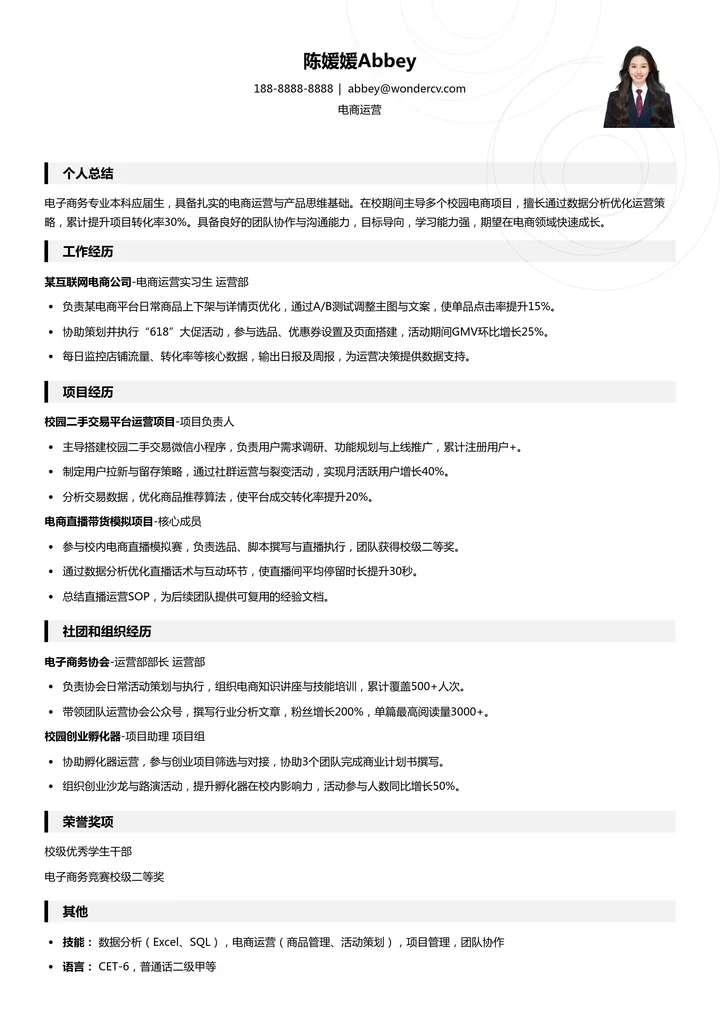 陈媛媛Abbey
188-8888-8888 | abbey@wondercv.com
电商运营
个人总结
电子商务专业本科应届生，具备扎实的电商运营与产品思维基础。在校期间主导多个校园电商项目，擅长通过数据分析优化运营策
略，累计提升项目转化率30%。具备良好的团队协作与沟通能力，目标导向，学习能力强，期望在电商领域快速成长。
工作经历
某互联网电商公司-电商运营实习生 运营部
• 负责某电商平台日常商品上下架与详情页优化，通过A/B测试调整主图与文案，使单品点击率提升15%。
• 协助策划并执行“618”大促活动，参与选品、优惠券设置及页面搭建，活动期间GMV环比增长25%。
• 每日监控店铺流量、转化率等核心数据，输出日报及周报，为运营决策提供数据支持。
项目经历
校园二手交易平台运营项目-项目负责人
• 主导搭建校园二手交易微信小程序，负责用户需求调研、功能规划与上线推广，累计注册用户+。
• 制定用户拉新与留存策略，通过社群运营与裂变活动，实现月活跃用户增长40%。
• 分析交易数据，优化商品推荐算法，使平台成交转化率提升20%。
电商直播带货模拟项目-核心成员
• 参与校内电商直播模拟赛，负责选品、脚本撰写与直播执行，团队获得校级二等奖。
• 通过数据分析优化直播话术与互动环节，使直播间平均停留时长提升30秒。
• 总结直播运营SOP，为后续团队提供可复用的经验文档。
社团和组织经历
电子商务协会-运营部部长 运营部
• 负责协会日常活动策划与执行，组织电商知识讲座与技能培训，累计覆盖500+人次。
• 带领团队运营协会公众号，撰写行业分析文章，粉丝增长200%，单篇最高阅读量3000+。
校园创业孵化器-项目助理 项目组
• 协助孵化器运营，参与创业项目筛选与对接，协助3个团队完成商业计划书撰写。
• 组织创业沙龙与路演活动，提升孵化器在校内影响力，活动参与人数同比增长50%。
荣誉奖项
校级优秀学生干部
电子商务竞赛校级二等奖
其他
• 技能： 数据分析（Excel、SQL），电商运营（商品管理、活动策划），项目管理，团队协作
• 语言： CET-6，普通话二级甲等